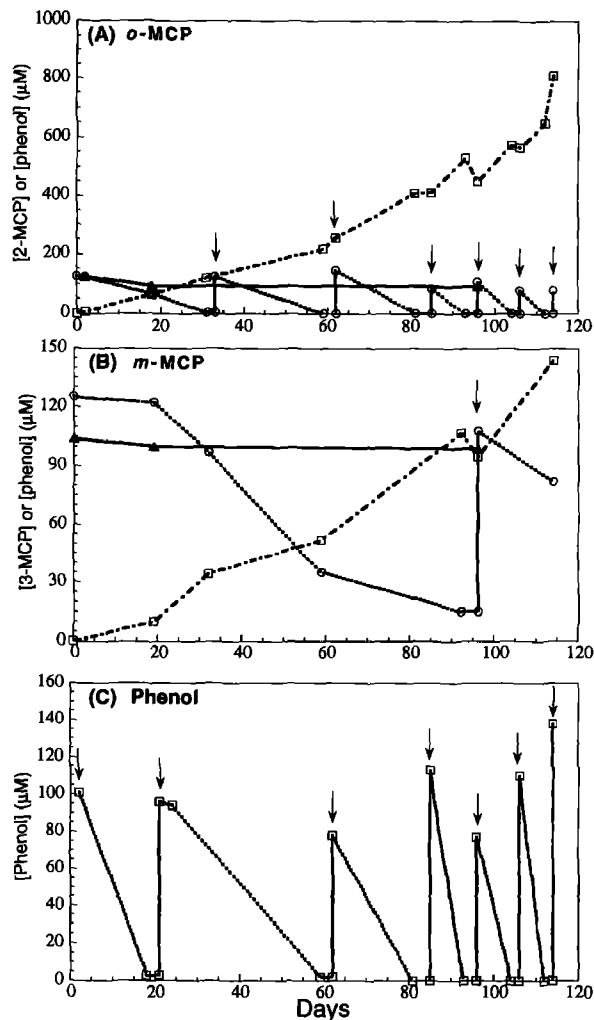 (A) o-MCP
[2-MCP] or [phenol] (µM)
1000
800
600
400
200
0
0 20 40 60 80 100 120
(B) m-MCP
[3-MCP] or [phenol] (µM)
150
120
90
60
30
0
0 20 40 60 80 100 120
(C) Phenol
[Phenol] (µM)
160
140
120
100
80
60
40
20
0
0 20 40 60 80 100 120
Days